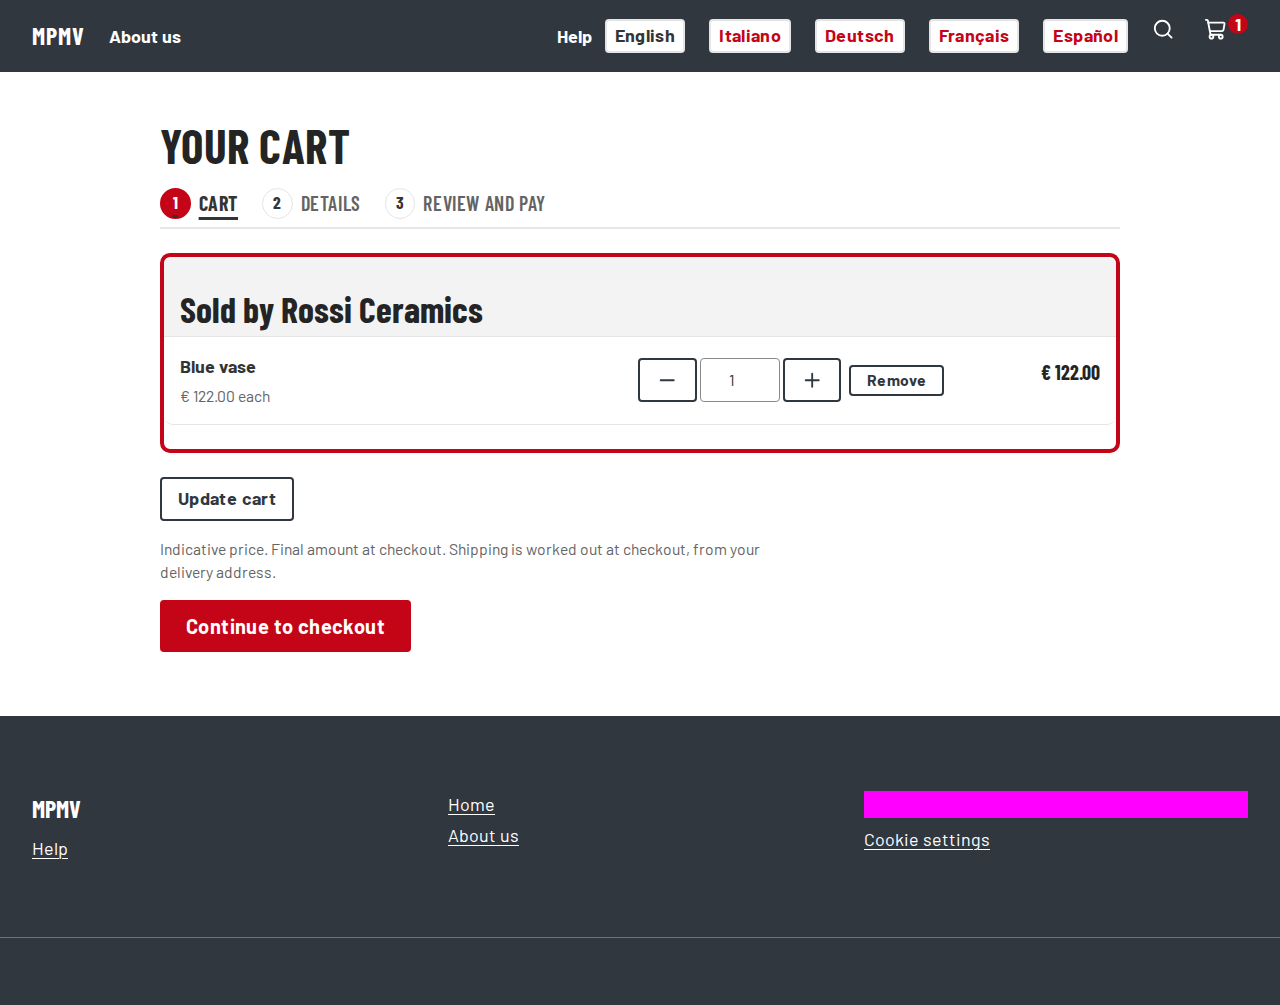 MPMV
About us
Help
English
Italiano
Deutsch
Français
Español
1
YOUR CART
1 CART
2 DETAILS
3 REVIEW AND PAY
Sold by Rossi Ceramics
Blue vase
€ 122.00 each
1
Remove
€ 122.00
Update cart
Indicative price. Final amount at checkout. Shipping is worked out at checkout, from your
delivery address.
Continue to checkout
MPMV
Help
Home
About us
Cookie settings